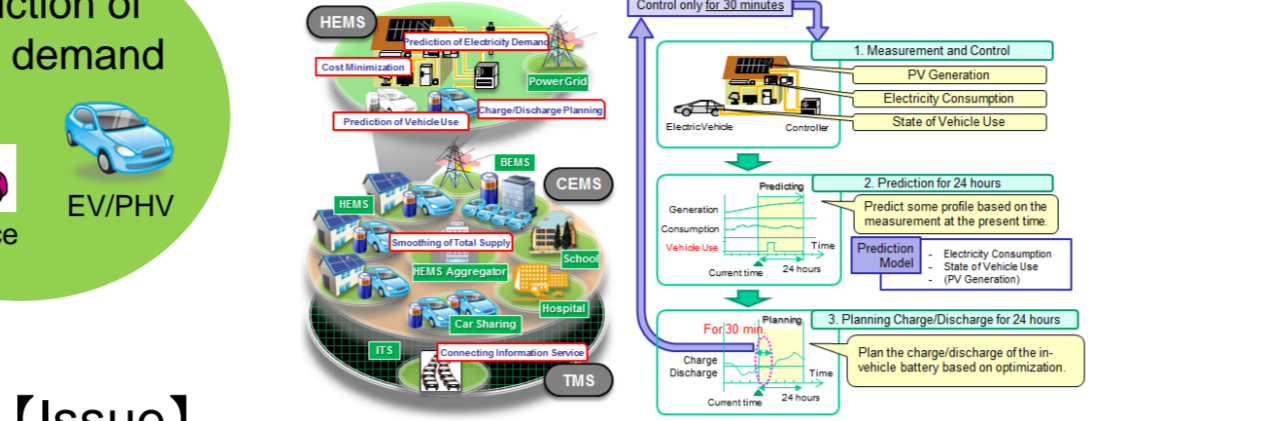 demand
EV/PHV
【Issue】
HEMS
Prediction of Electricity Demand
Cost Minimization
PowerGrid
Charge/Discharge Planning
Prediction of Vehicle Use
BEMS
CEMS
HEMS
Smoothing of Total Supply
School
HEMS Aggregator
Hospital
Car Sharing
ITS
Connecting Information Service
TMS
Control only for 30 minutes
1. Measurement and Control
PV Generation
Electricity Consumption
State of Vehicle Use
ElectricVehicle
Controller
2. Prediction for 24 hours
Predicting
Generation
Consumption
Vehicle Use
Time
Current time
24 hours
Predict some profile based on the
measurement at the present time.
Prediction
Model
- Electricity Consumption
- State of Vehicle Use
- (PV Generation)
3. Planning Charge/Discharge for 24 hours
Planning
For 30 min.
Charge
Discharge
Time
Current time
24 hours
Plan the charge/discharge of the in-
vehicle battery based on optimization.